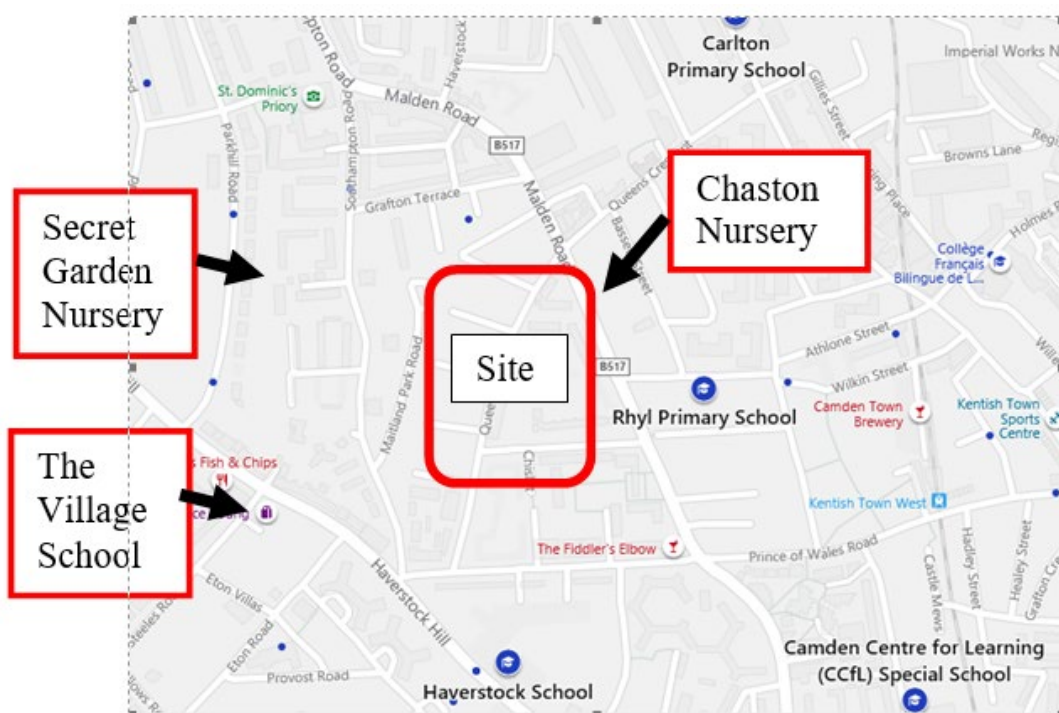 Carlton
Primary School
Imperial Works
St. Dominic's
Priory
Parkhill Road
Southampton Road
Haverstock
Malden Road
B517
Gillies Street
Browns Lane
Queens Crescent
Grafton Terrace
Malden Road
Secret
Garden
Nursery
Chaston
Nursery
Holmes
Collège
Français
Bilingue de L...
Site
Maitland Park Road
B517
Athlone Street
Wilkin Street
Rhyl Primary School
Camden Town
Brewery
Kentish Town
Sports
Centre
The
Village
School
Fish & Chips
Kentish Town West
The Fiddler's Elbow
Prince of Wales Road
Haverstock Hill
Hadley Street
Healey Street
Castle Mews
Eton Villas
Eton Road
Provost Road
Haverstock School
Camden Centre for Learning
(CCfL) Special School